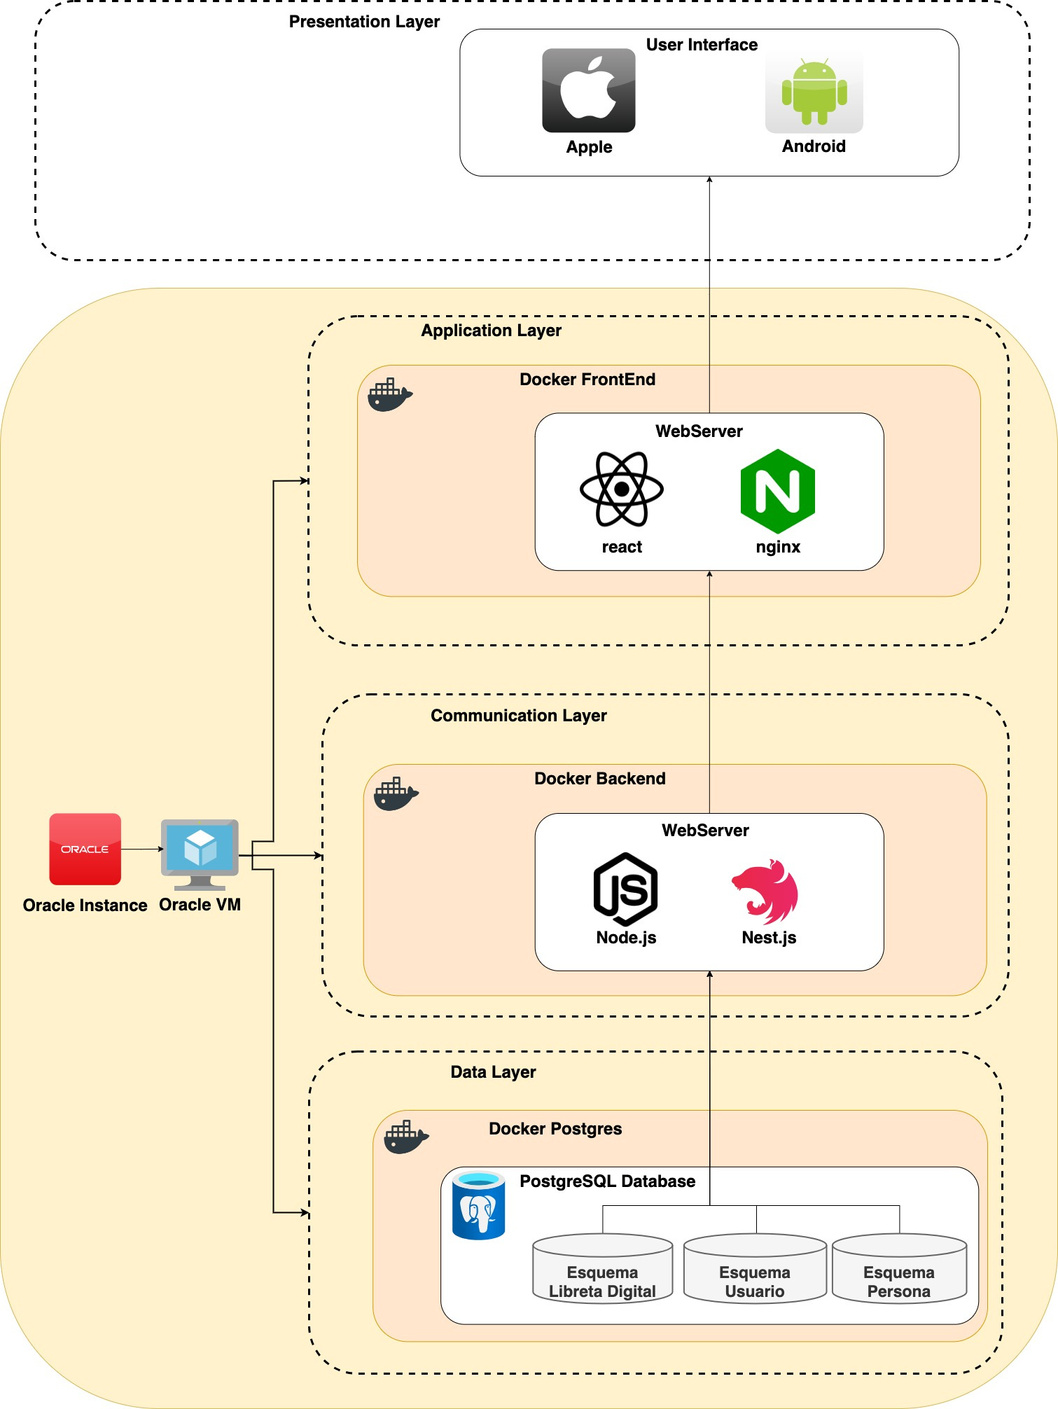 Presentation Layer
User Interface
Apple
Android
Application Layer
Docker FrontEnd
WebServer
react
nginx
Communication Layer
Docker Backend
WebServer
JS
Node.js
Nest.js
ORACLE
Oracle Instance
Oracle VM
Data Layer
Docker Postgres
PostgreSQL Database
Esquema
Libreta Digital
Esquema
Usuario
Esquema
Persona